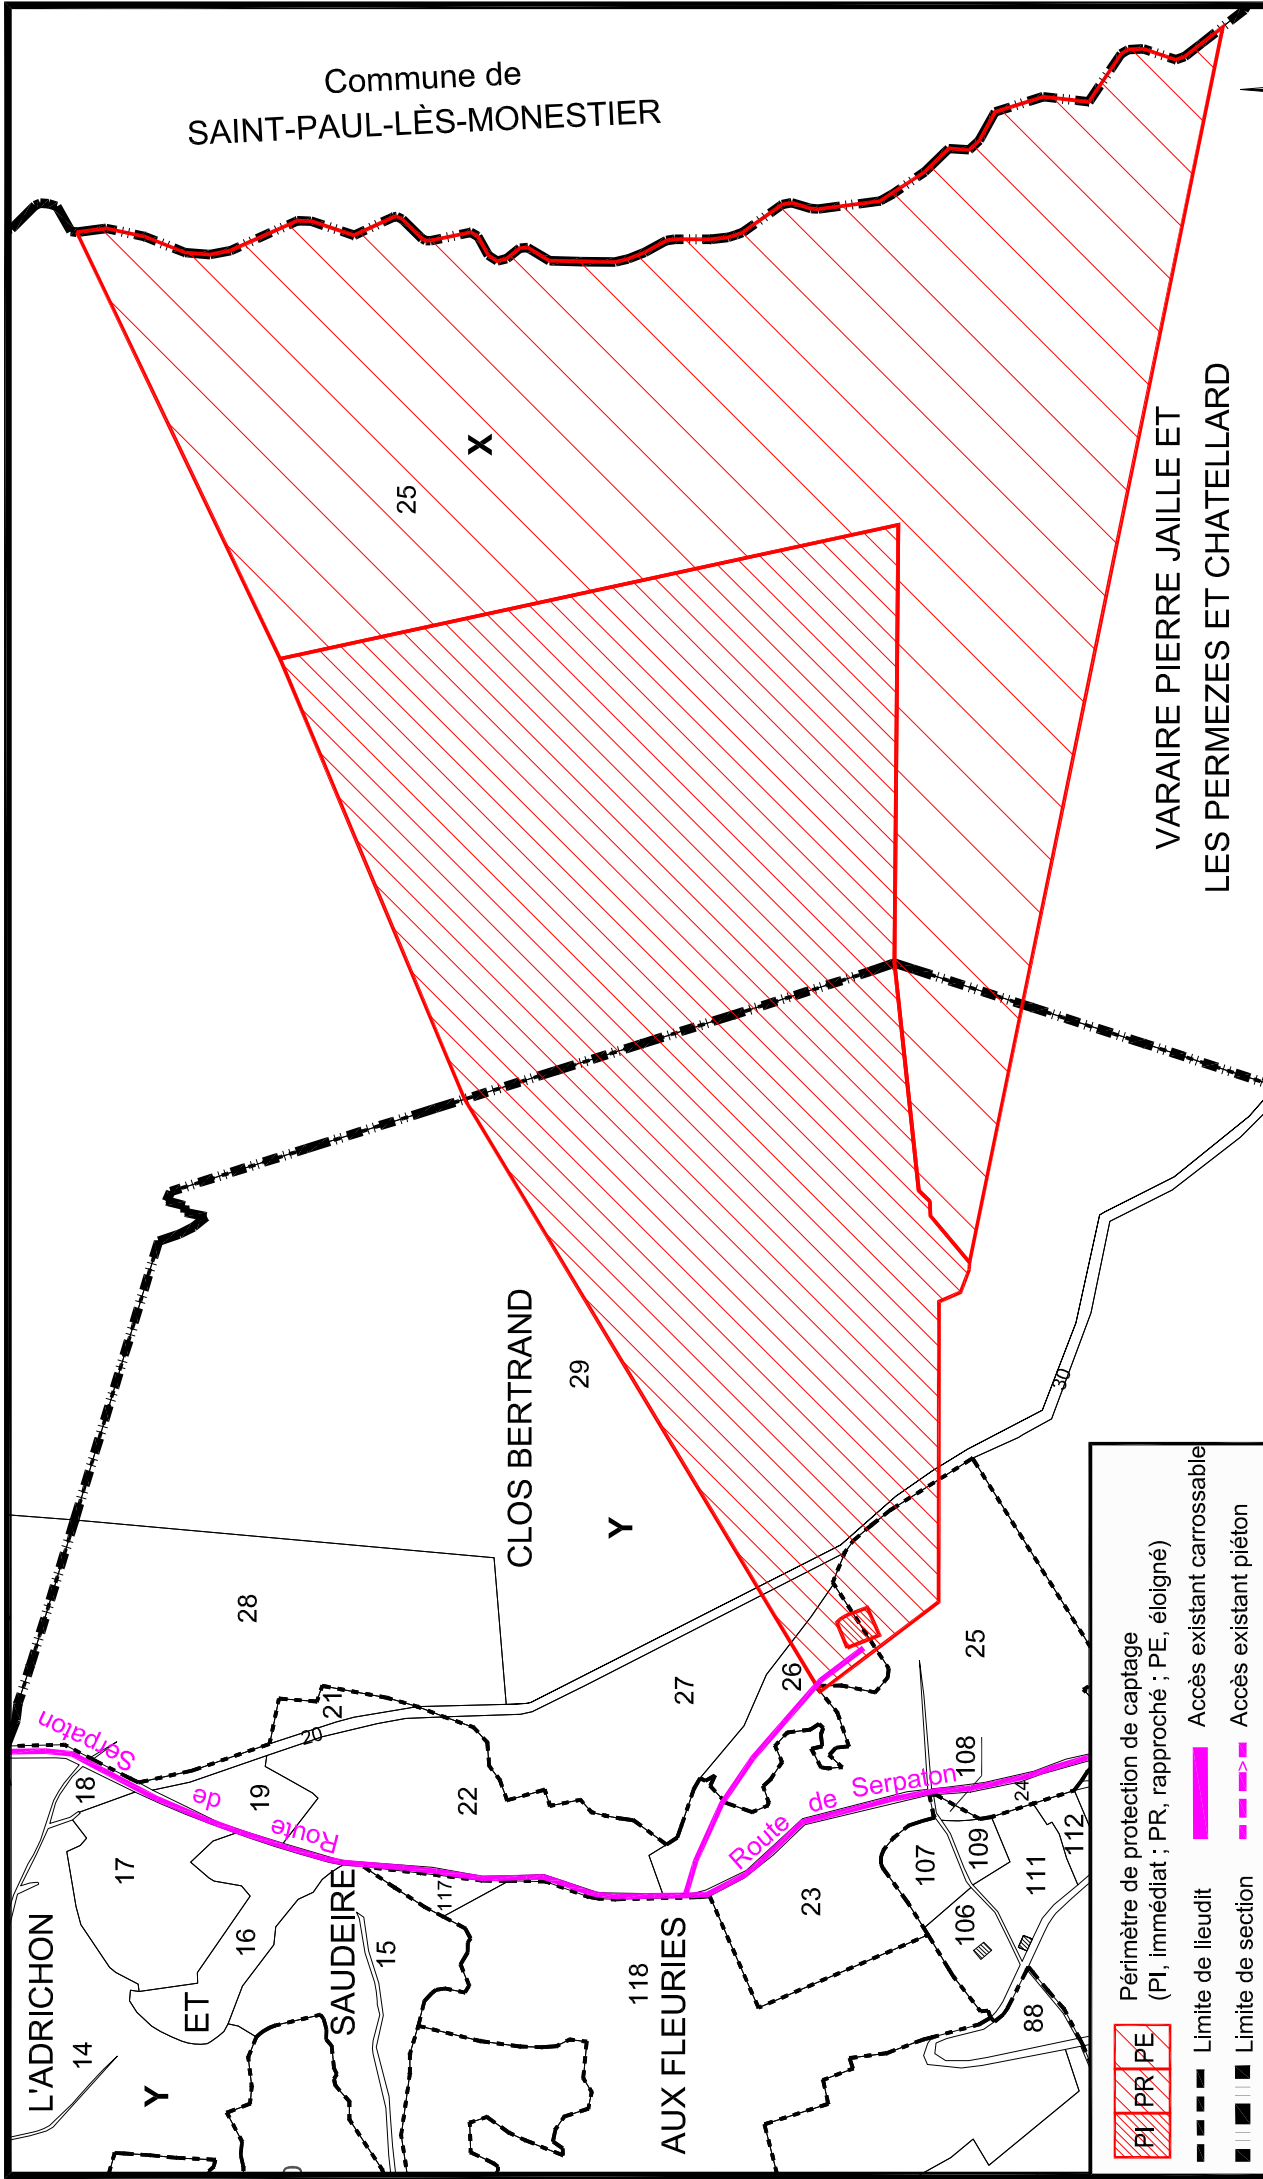 Commune de
SAINT-PAUL-LÈS-MONESTIER
X
25
VARAIRE PIERRE JAILLE ET
LES PERMEZES ET CHATELLARD
CLOS BERTRAND
29
Y
30
28
27
26
25
21
20
22
19
18
17
16
15
14
Route de Serpaton
Route de Serpaton
L'ADRICHON
ET
SAUDEIRE
Y
117
118
AUX FLEURIES
23
24
108
107
109
106
111
112
88
PI PR PE
Périmètre de protection de captage
(PI, immédiat ; PR, rapproché ; PE, éloigné)
Limite de lieudit
Accès existant carrossable
Limite de section
Accès existant piéton